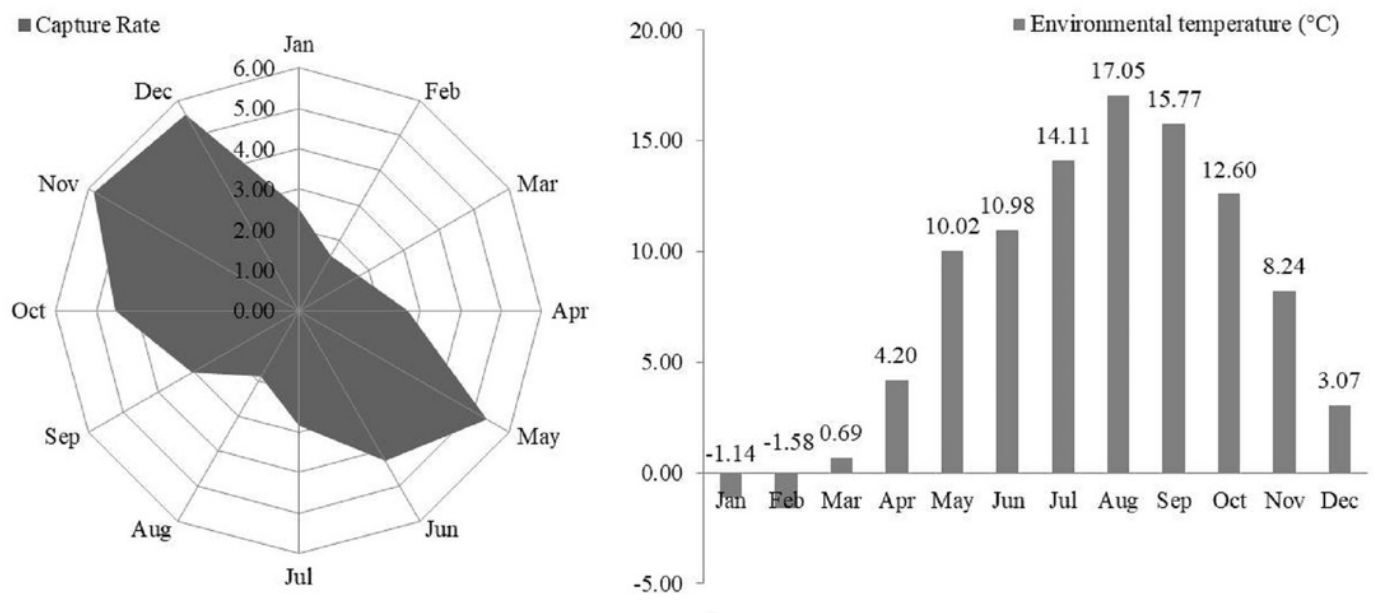 Capture Rate
Jan
Feb
Mar
Apr
May
Jun
Jul
Aug
Sep
Oct
Nov
Dec
6.00
5.00
4.00
3.00
2.00
1.00
0.00
Environmental temperature (°C)
20.00
15.00
10.00
5.00
0.00
-5.00
-1.14
-1.58
0.69
4.20
10.02
10.98
14.11
17.05
15.77
12.60
8.24
3.07
Jan Feb Mar Apr May Jun Jul Aug Sep Oct Nov Dec